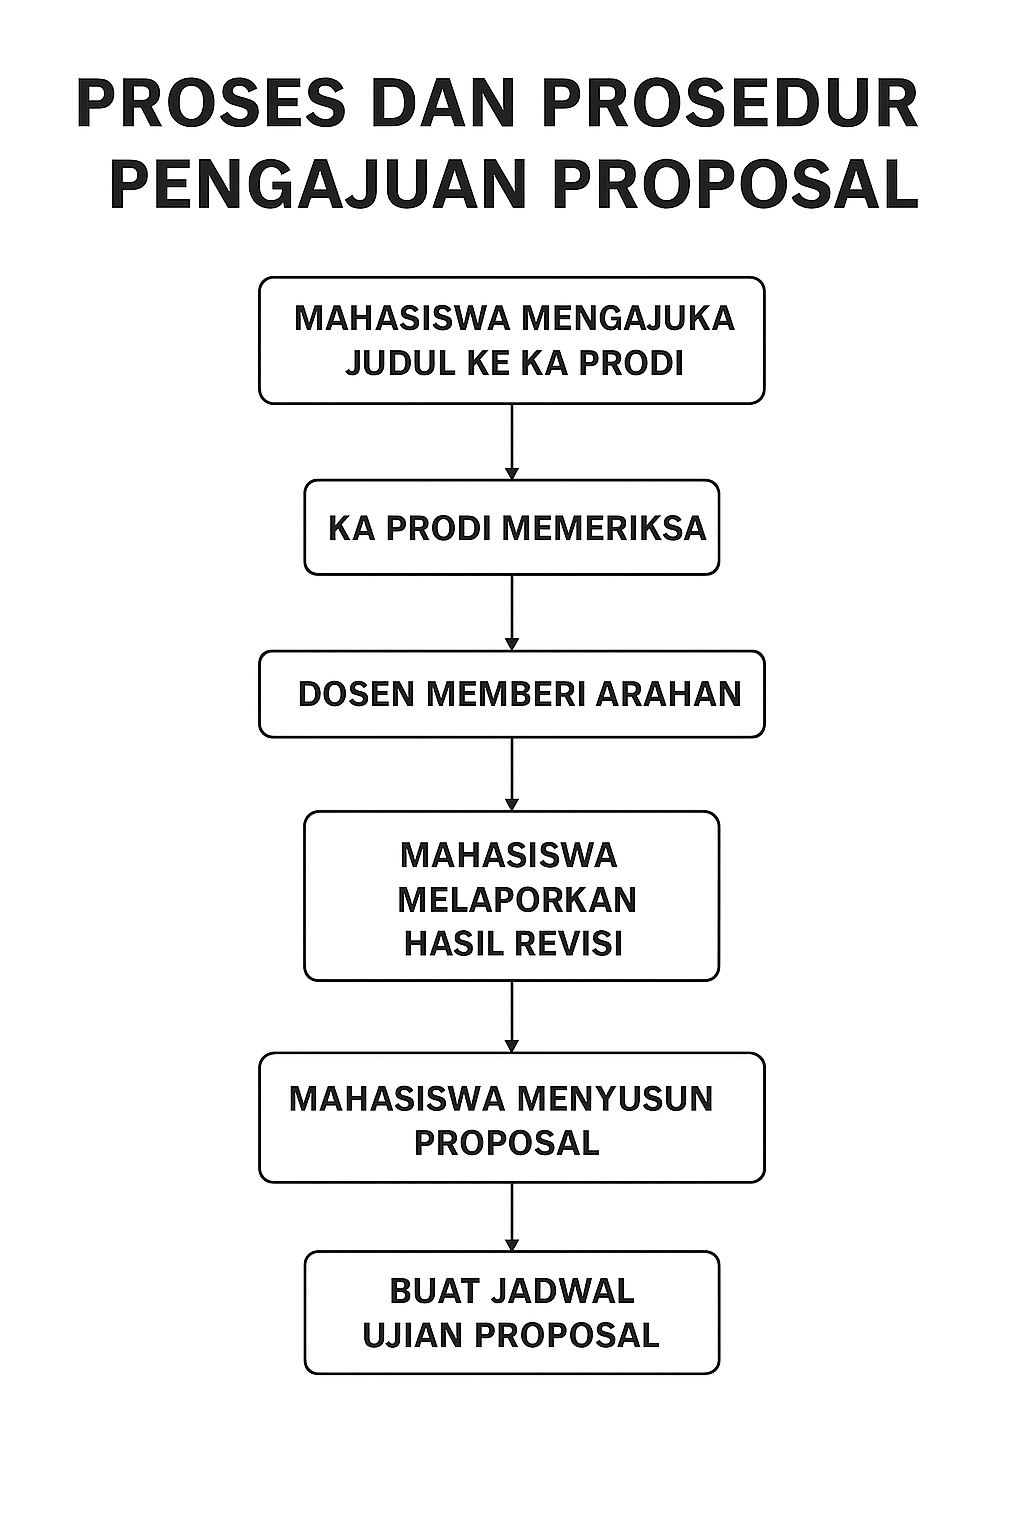 PROSES DAN PROSEDUR
PENGAJUAN PROPOSAL
MAHASISWA MENGAJUKA
JUDUL KE KA PRODI
KA PRODI MEMERIKSA
DOSEN MEMBERI ARAHAN
MAHASISWA
MELAPORKAN
HASIL REVISI
MAHASISWA MENYUSUN
PROPOSAL
BUAT JADWAL
UJIAN PROPOSAL